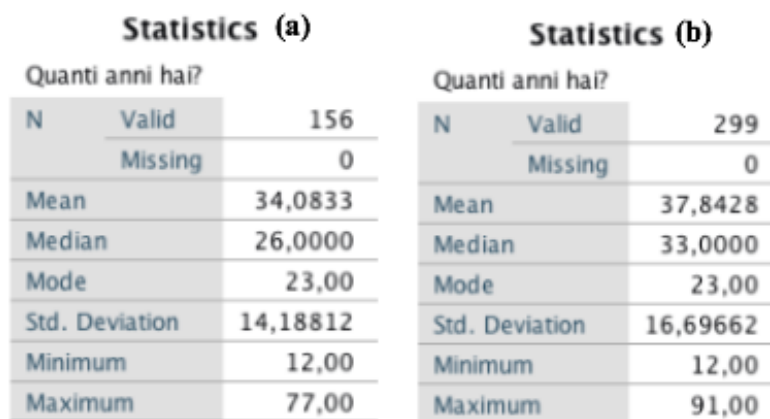 Statistics (a)
Quanti anni hai?
N Valid 156
Missing 0
Mean 34,0833
Median 26,0000
Mode 23,00
Std. Deviation 14,18812
Minimum 12,00
Maximum 77,00
Statistics (b)
Quanti anni hai?
N Valid 299
Missing 0
Mean 37,8428
Median 33,0000
Mode 23,00
Std. Deviation 16,69662
Minimum 12,00
Maximum 91,00